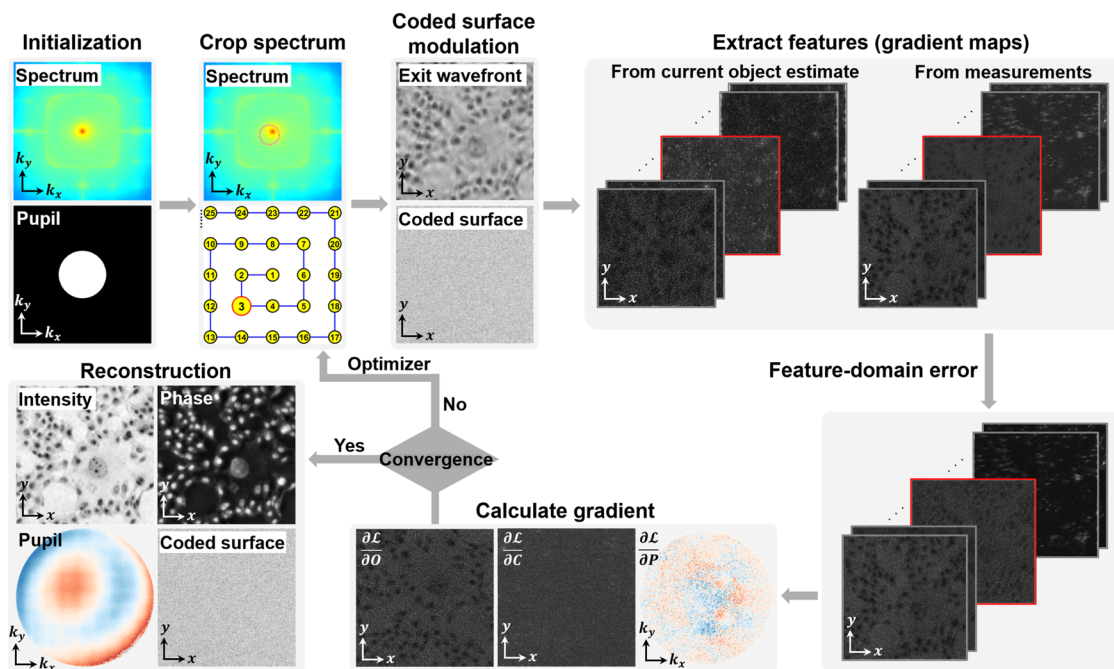 Initialization
Spectrum
k_y
k_x
Pupil
k_y
k_x
Crop spectrum
Spectrum
k_y
k_x
25 24 23 22 21
10 9 8 7 20
11 2 1 6 19
12 3 4 5 18
13 14 15 16 17
Coded surface
modulation
Exit wavefront
y
x
Coded surface
y
x
Extract features (gradient maps)
From current object estimate
From measurements
y
x
y
x
Feature-domain error
y
x
Calculate gradient
∂ℒ
∂O
y
x
∂ℒ
∂C
y
x
∂ℒ
∂P
k_y
k_x
Convergence
No
Optimizer
Yes
Reconstruction
Intensity
y
x
Phase
y
x
Pupil
k_y
k_x
Coded surface
y
x